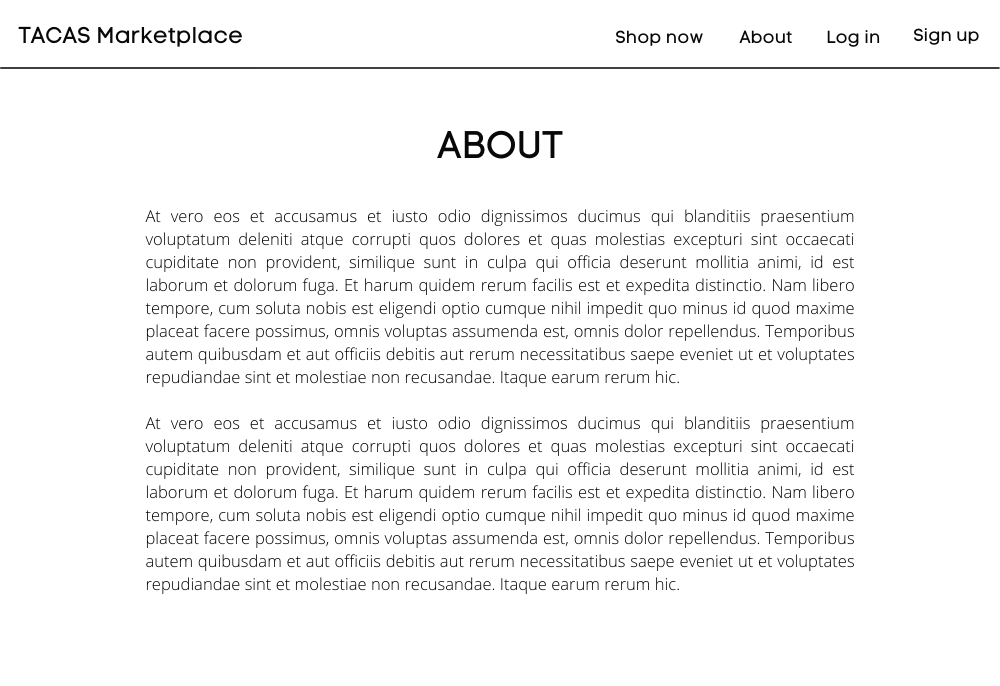 TACAS Marketplace
Shop now
About
Log in
Sign up
ABOUT
At vero eos et accusamus et iusto odio dignissimos ducimus qui blanditiis praesentium
voluptatum deleniti atque corrupti quos dolores et quas molestias excepturi sint occaecati
cupiditate non provident, similique sunt in culpa qui officia deserunt mollitia animi, id est
laborum et dolorum fuga. Et harum quidem rerum facilis est et expedita distinctio. Nam libero
tempore, cum soluta nobis est eligendi optio cumque nihil impedit quo minus id quod maxime
placeat facere possimus, omnis voluptas assumenda est, omnis dolor repellendus. Temporibus
autem quibusdam et aut officiis debitis aut rerum necessitatibus saepe eveniet ut et voluptates
repudiandae sint et molestiae non recusandae. Itaque earum rerum hic.
At vero eos et accusamus et iusto odio dignissimos ducimus qui blanditiis praesentium
voluptatum deleniti atque corrupti quos dolores et quas molestias excepturi sint occaecati
cupiditate non provident, similique sunt in culpa qui officia deserunt mollitia animi, id est
laborum et dolorum fuga. Et harum quidem rerum facilis est et expedita distinctio. Nam libero
tempore, cum soluta nobis est eligendi optio cumque nihil impedit quo minus id quod maxime
placeat facere possimus, omnis voluptas assumenda est, omnis dolor repellendus. Temporibus
autem quibusdam et aut officiis debitis aut rerum necessitatibus saepe eveniet ut et voluptates
repudiandae sint et molestiae non recusandae. Itaque earum rerum hic.